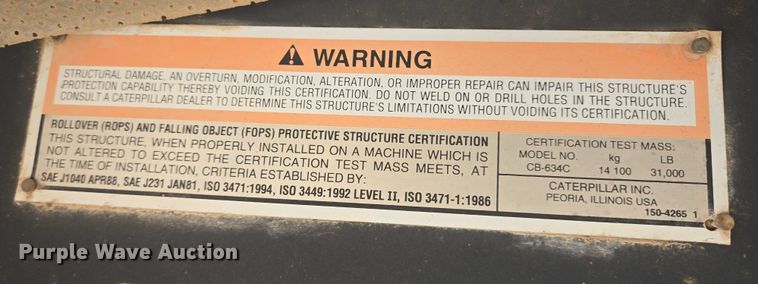 WARNING
STRUCTURAL DAMAGE, AN OVERTURN, MODIFICATION, ALTERATION, OR IMPROPER REPAIR CAN IMPAIR THIS STRUCTURE'S
PROTECTION CAPABILITY THEREBY VOIDING THIS CERTIFICATION. DO NOT WELD ON OR DRILL HOLES IN THE STRUCTURE.
CONSULT A CATERPILLAR DEALER TO DETERMINE THIS STRUCTURE'S LIMITATIONS WITHOUT VOIDING ITS CERTIFICATION.
ROLLOVER (ROPS) AND FALLING OBJECT (FOPS) PROTECTIVE STRUCTURE CERTIFICATION
THIS STRUCTURE, WHEN PROPERLY INSTALLED ON A MACHINE WHICH IS
NOT ALTERED TO EXCEED THE CERTIFICATION TEST MASS MEETS, AT
THE TIME OF INSTALLATION, CRITERIA ESTABLISHED BY:
SAE J1040 APR88, SAE J231 JAN81, ISO 3471:1994, ISO 3449:1992 LEVEL II, ISO 3471-1:1986
CERTIFICATION TEST MASS:
MODEL NO. kg LB
CB-634C 14 100 31,000
CATERPILLAR INC.
PEORIA, ILLINOIS USA
150-4265 1
Purple Wave Auction